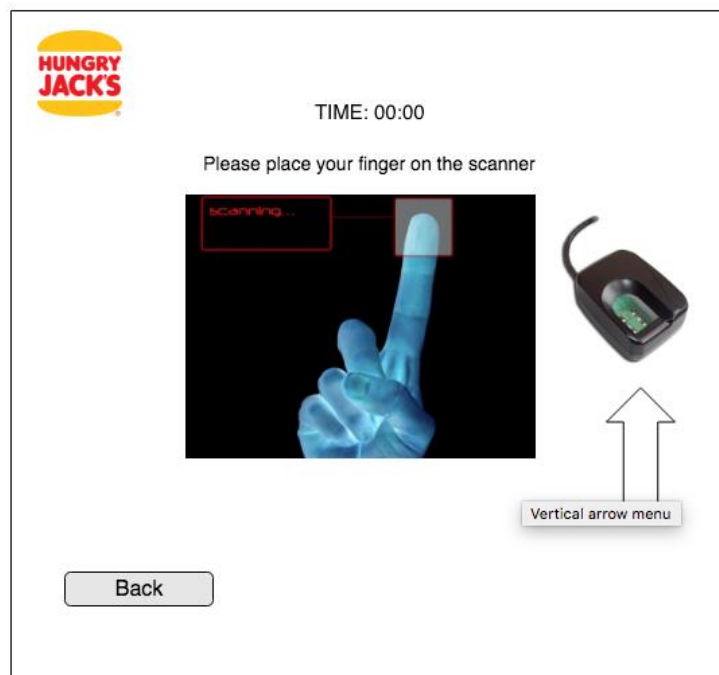 HUNGRY
JACK'S
®
TIME: 00:00
Please place your finger on the scanner
scanning...
Vertical arrow menu
Back